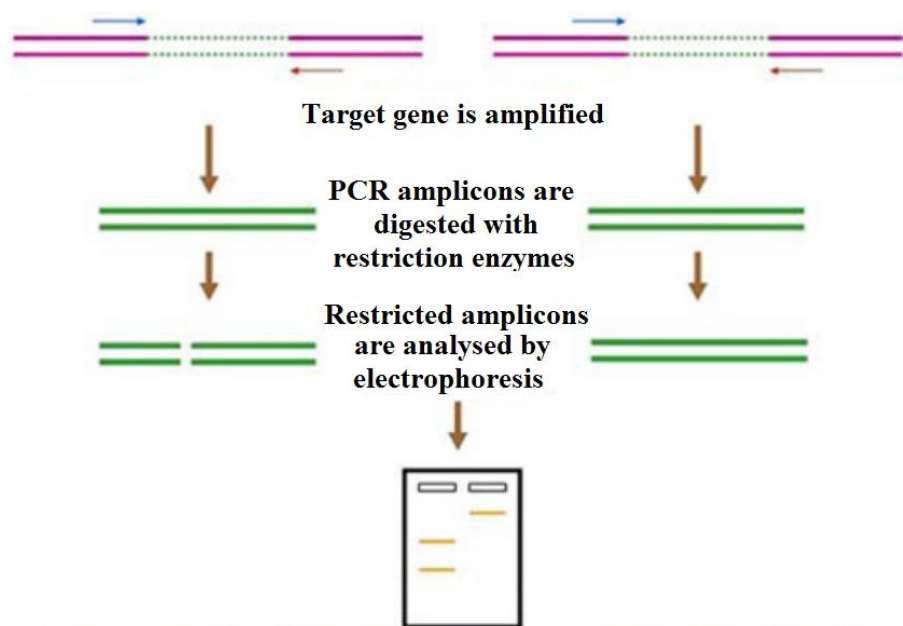 Target gene is amplified
PCR amplicons are
digested with
restriction enzymes
Restricted amplicons
are analysed by
electrophoresis